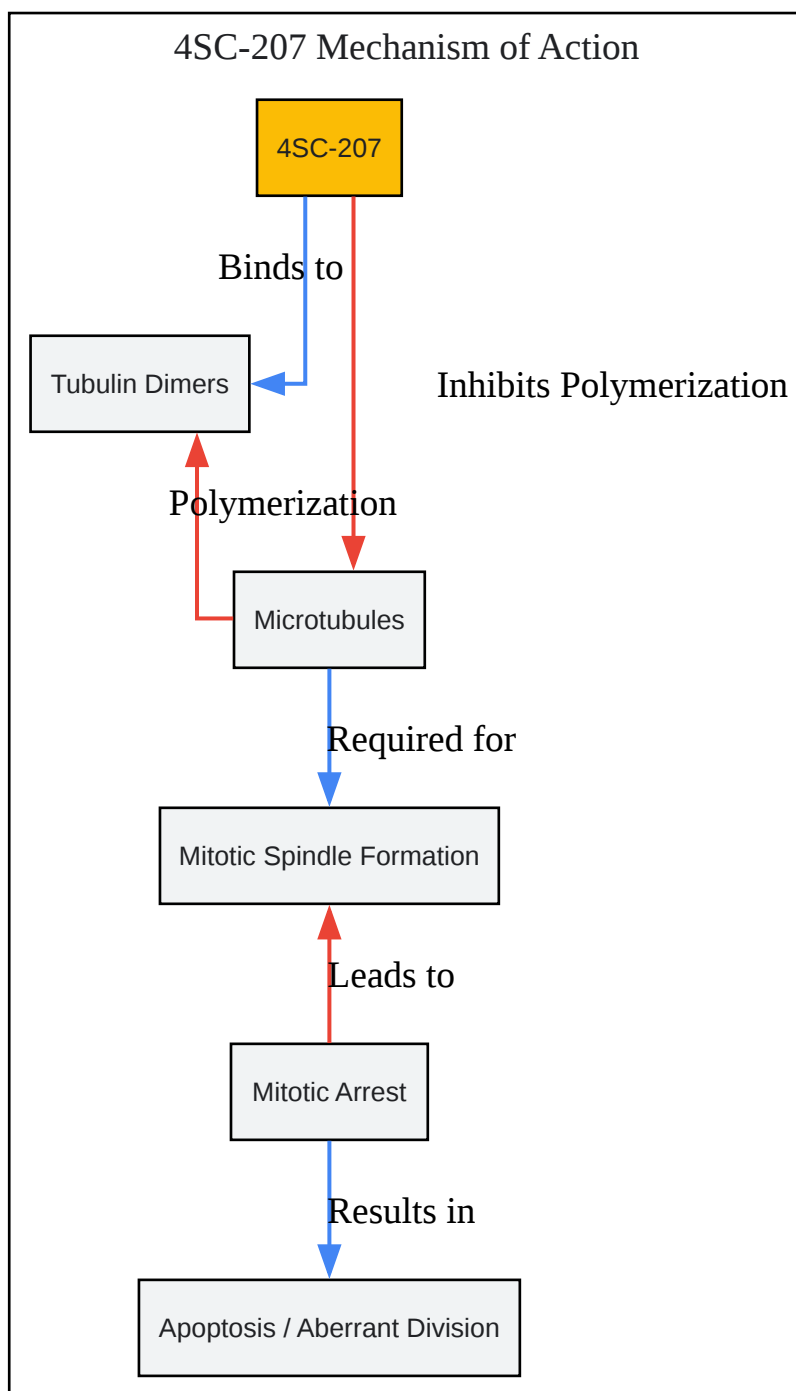 4SC-207 Mechanism of Action
4SC-207
Binds to
Tubulin Dimers
Inhibits Polymerization
Polymerization
Microtubules
Required for
Mitotic Spindle Formation
Leads to
Mitotic Arrest
Results in
Apoptosis / Aberrant Division